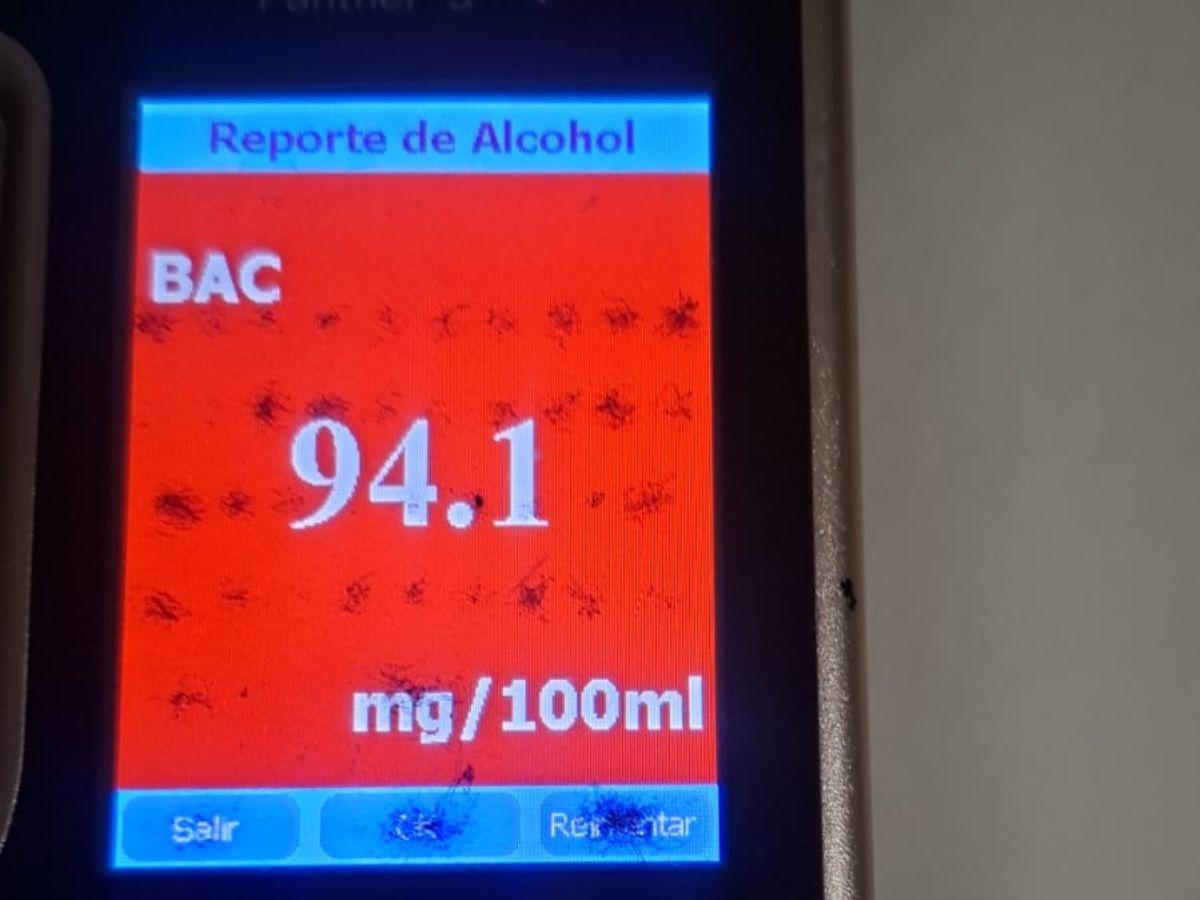 Reporte de Alcohol
BAC
94.1
mg/100ml
Salir